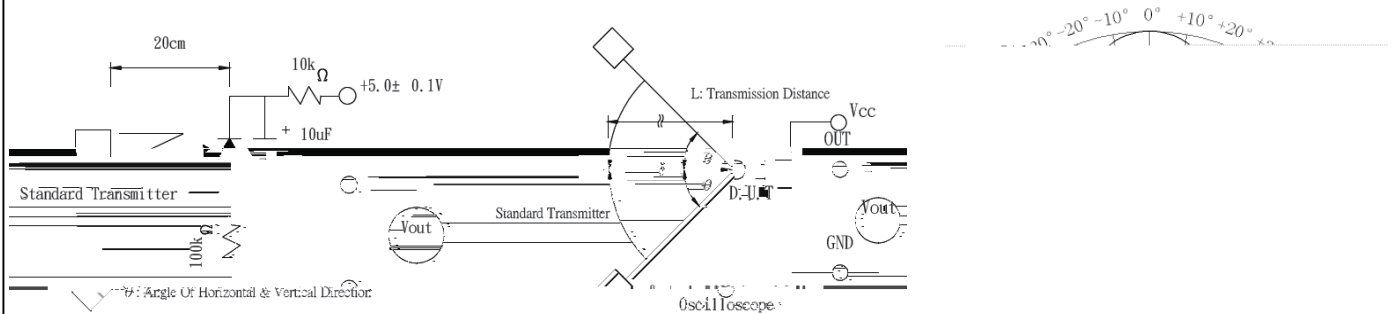 20cm
10kΩ
+5.0± 0.1V
+ 10uF
Standard Transmitter
100kΩ
Vout
θ: Angle Of Horizontal & Vertical Direction
L: Transmission Distance
Standard Transmitter
D.U.T
Vcc
OUT
Vout
GND
Oscilloscope
-20° -10° 0° +10° +20°